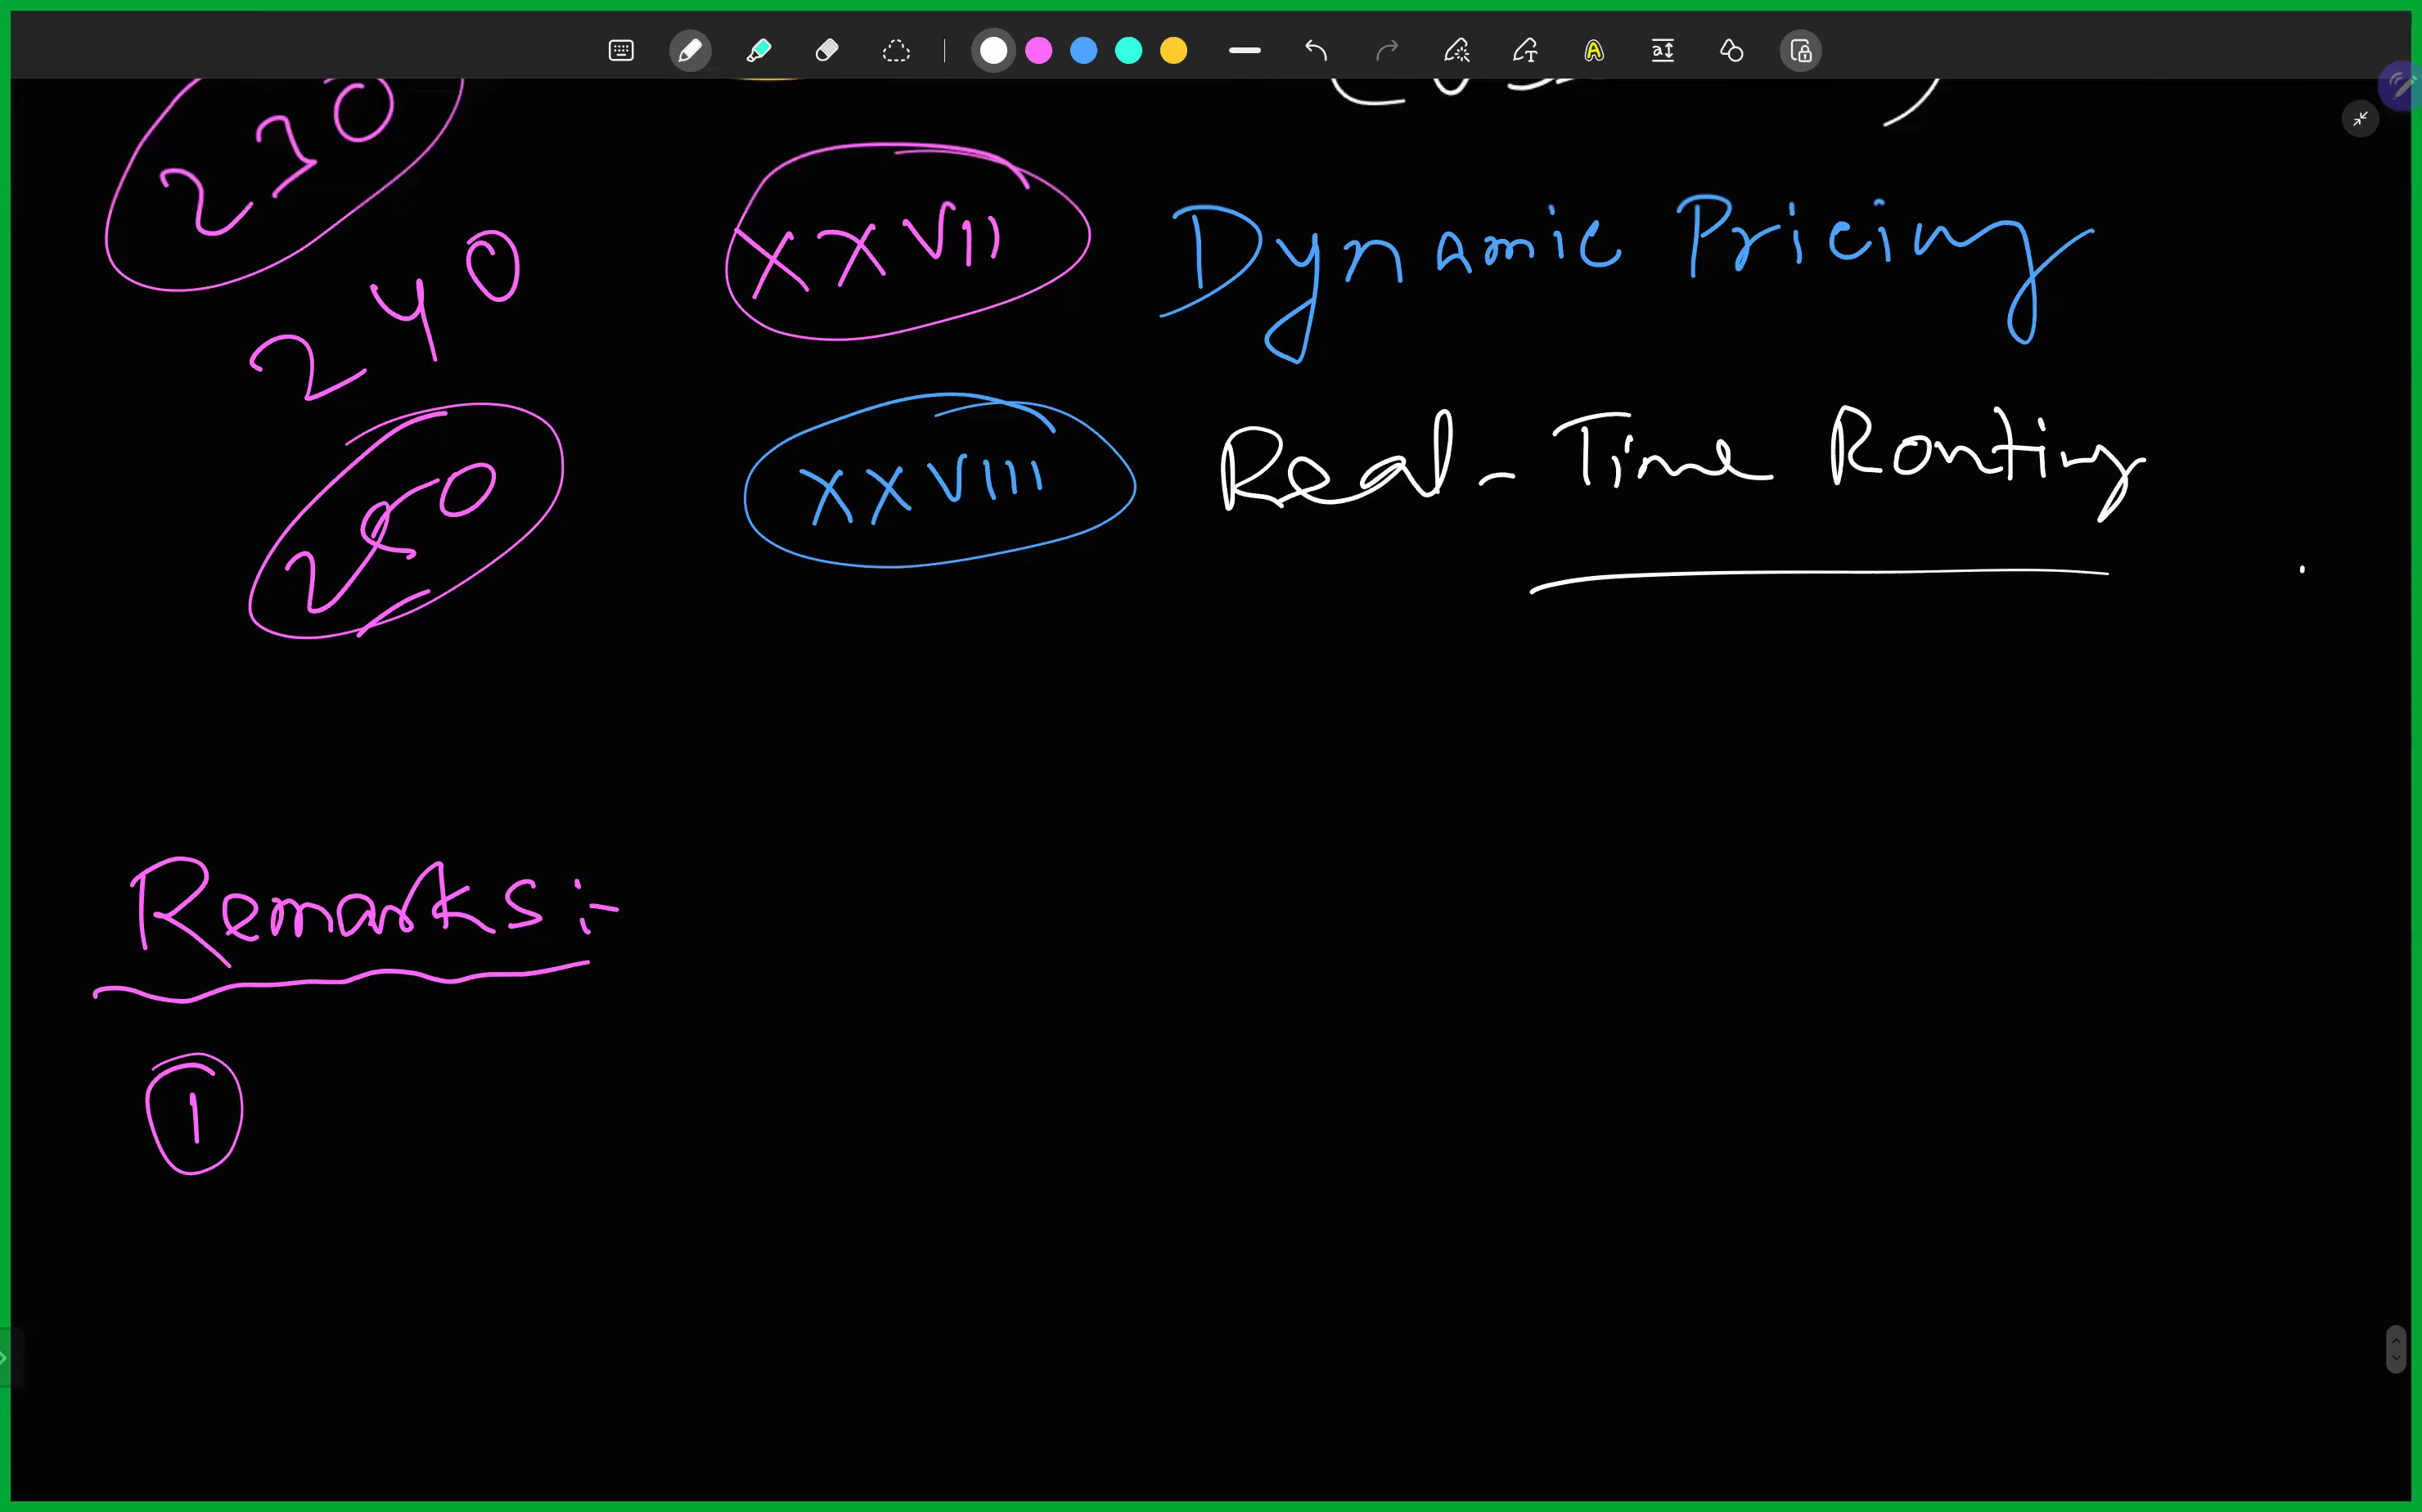 230
XXVII Dynamic Pricing
240
XXVIII Real-Time Routing
250
Remarks :-
1